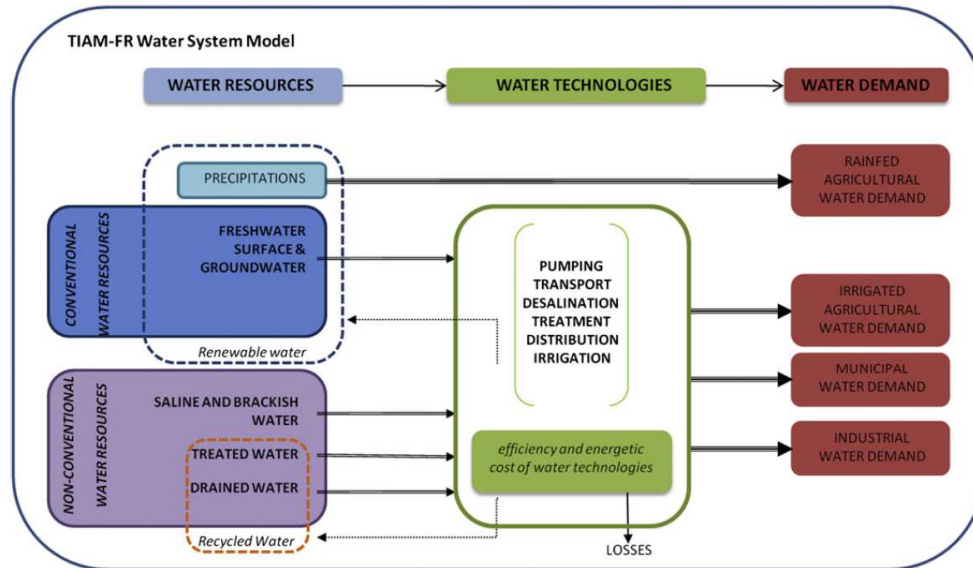 TIAM-FR Water System Model
WATER RESOURCES
WATER TECHNOLOGIES
WATER DEMAND
PRECIPITATIONS
RAINFED
AGRICULTURAL
WATER DEMAND
CONVENTIONAL
WATER RESOURCES
FRESHWATER
SURFACE &
GROUNDWATER
Renewable water
PUMPING
TRANSPORT
DESALINATION
TREATMENT
DISTRIBUTION
IRRIGATION
IRRIGATED
AGRICULTURAL
WATER DEMAND
MUNICIPAL
WATER DEMAND
INDUSTRIAL
WATER DEMAND
NON-CONVENTIONAL
WATER RESOURCES
SALINE AND BRACKISH
WATER
TREATED WATER
DRAINED WATER
Recycled Water
efficiency and energetic
cost of water technologies
LOSSES